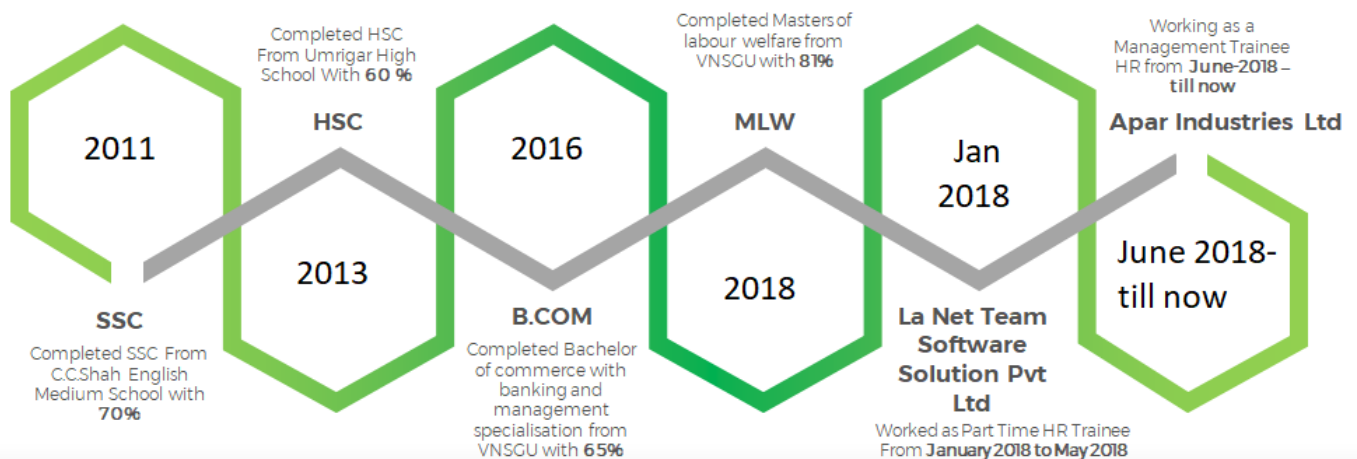 2011
SSC
Completed SSC From
C.C.Shah English
Medium School with
70%
Completed HSC
From Umrigar High
School With 60 %
HSC
2013
2016
B.COM
Completed Bachelor
of commerce with
banking and
management
specialisation from
VNSGU with 65%
Completed Masters of
labour welfare from
VNSGU with 81%
MLW
2018
Jan
2018
La Net Team
Software
Solution Pvt
Ltd
Worked as Part Time HR Trainee
From January 2018 to May 2018
Working as a
Management Trainee
HR from June-2018 –
till now
Apar Industries Ltd
June 2018-
till now